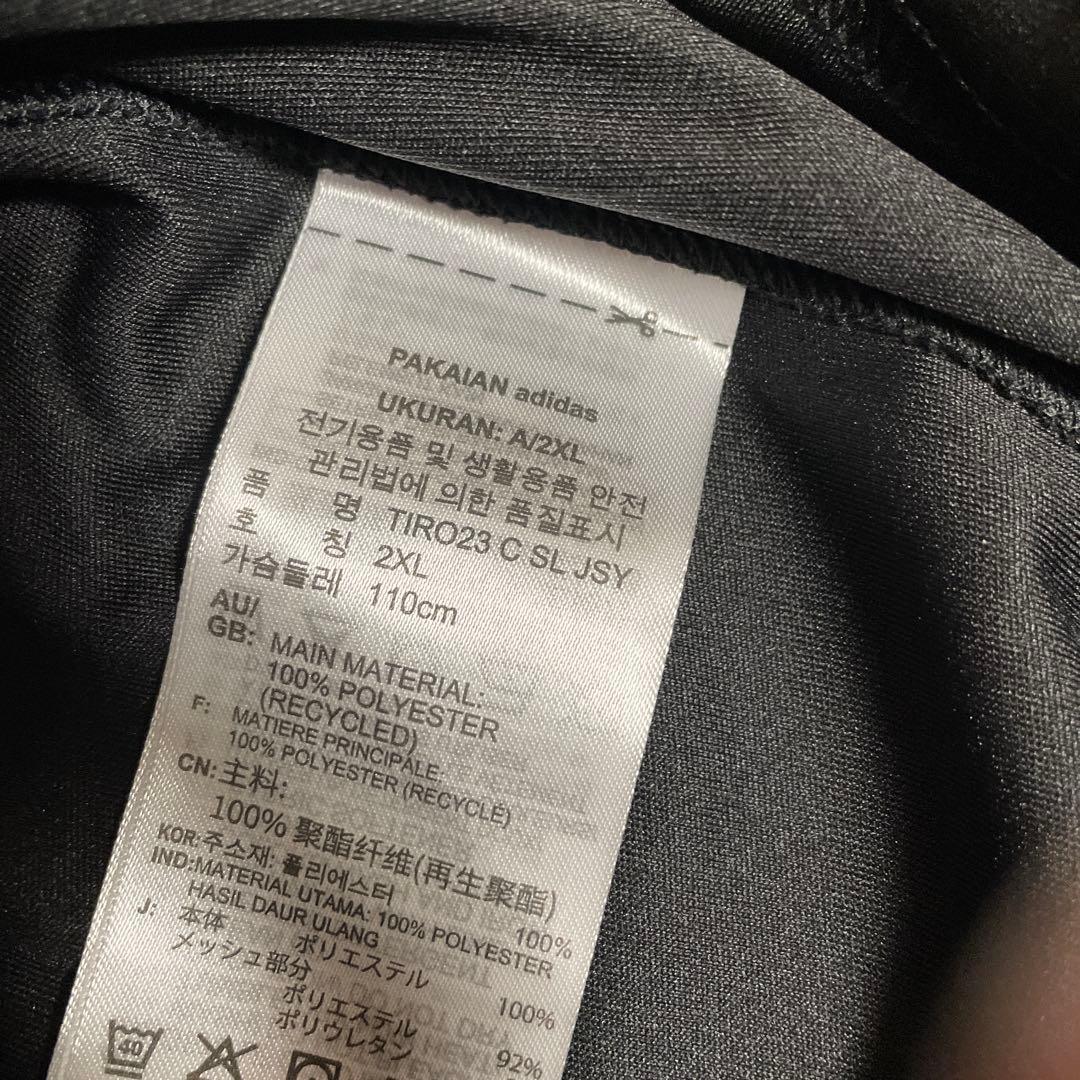 PAKAIAN adidas
UKURAN: A/2XL
전기용품 및 생활용품 안전
관리법에 의한 품질표시
품 명 TIRO23 C SL JSY
호 칭 2XL
가슴둘레 110cm
AU/
GB: MAIN MATERIAL:
100% POLYESTER
(RECYCLED)
F: MATIERE PRINCIPALE:
100% POLYESTER (RECYCLÉ)
CN: 主料:
100% 聚酯纤维(再生聚酯)
KOR: 주소재: 폴리에스터 100%
IND:MATERIAL UTAMA: 100% POLYESTER
HASIL DAUR ULANG
J: 本体
ポリエステル 100%
メッシュ部分
ポリエステル 92%
ポリウレタン
40